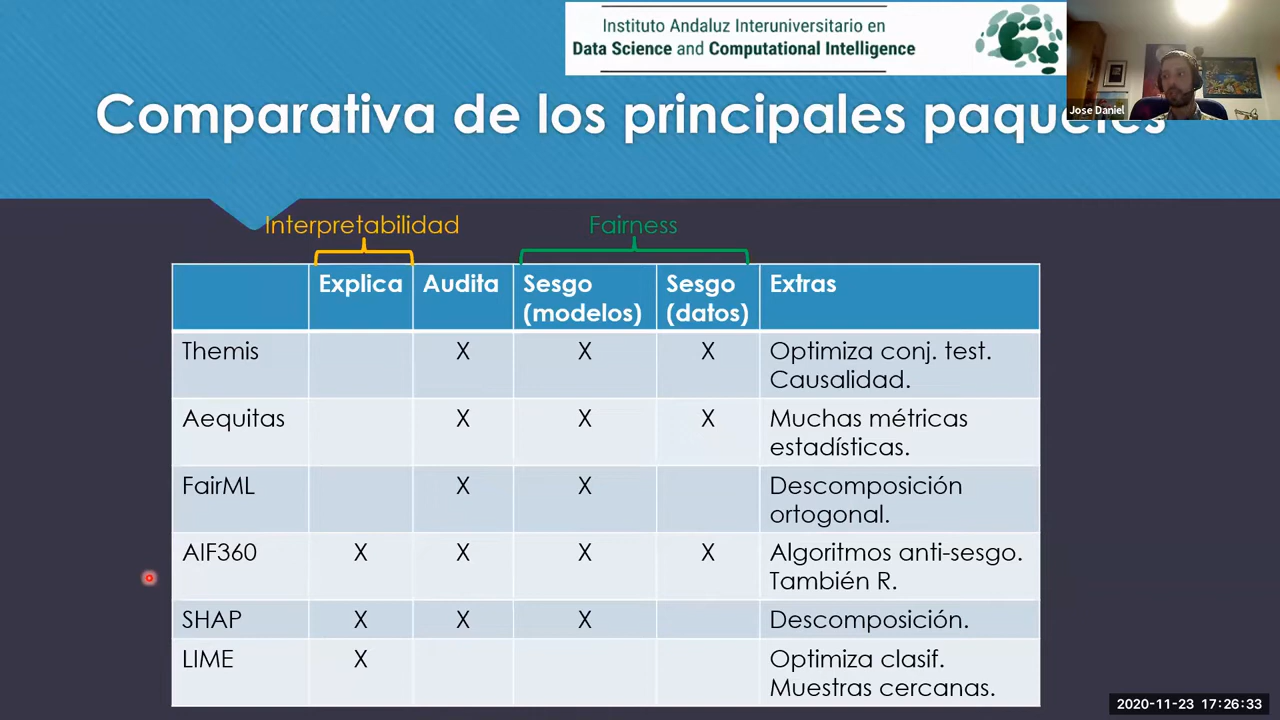 Instituto Andaluz Interuniversitario en
Data Science and Computational Intelligence
Jose Daniel
Comparativa de los principales paquetes
Interpretabilidad
Fairness
Explica
Audita
Sesgo
(modelos)
Sesgo
(datos)
Extras
Themis X X X Optimiza conj. test.
Causalidad.
Aequitas X X X Muchas métricas
estadísticas.
FairML X X Descomposición
ortogonal.
AIF360 X X X X Algoritmos anti-sesgo.
También R.
SHAP X X X Descomposición.
LIME X Optimiza clasif.
Muestras cercanas.
2020-11-23 17:26:33